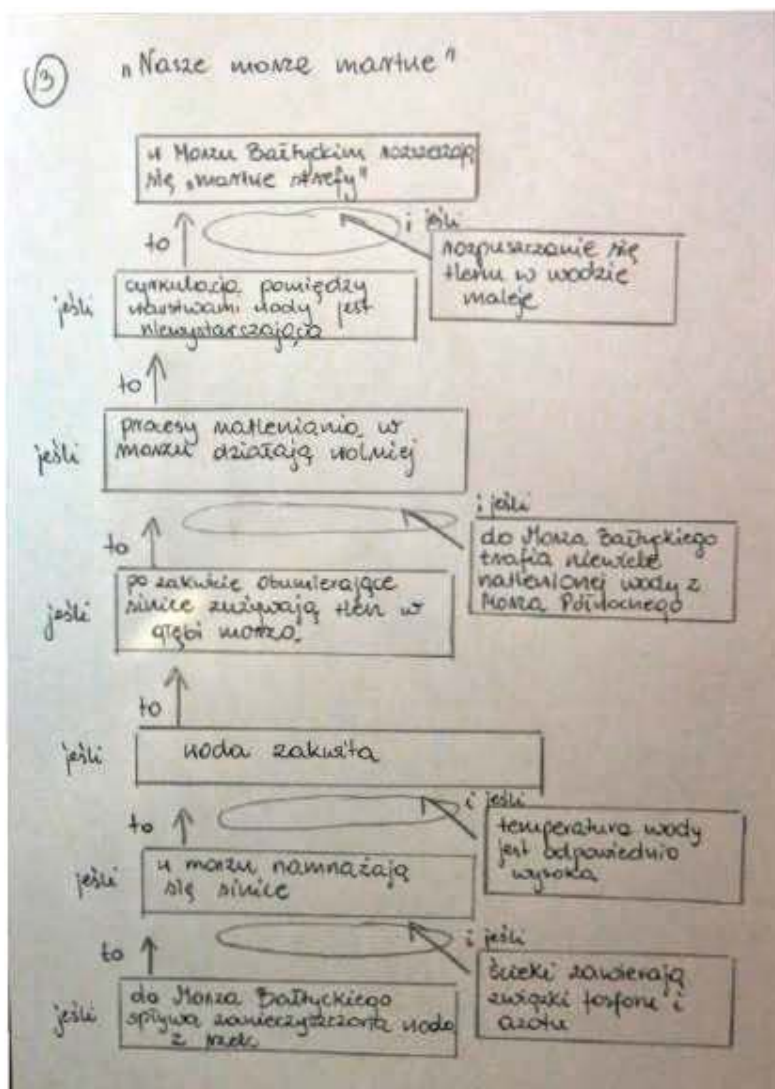 ③ "Nasze morze martwe"
w Morzu Bałtyckim rozszerzają
się „martwe strefy"
to
i jeśli
rozpuszczanie się
tlenu w wodzie
maleje
jeśli
cyrkulacja pomiędzy
warstwami wody jest
niewystarczająca
to
jeśli
procesy natleniania w
morzu działają wolniej
to
i jeśli
do Morza Bałtyckiego
trafia niewiele
natlenionej wody z
Morza Północnego
jeśli
po zakwicie obumierające
sinice zużywają tlen w
głębi morza
to
jeśli
woda zakwita
to
i jeśli
temperatura wody
jest odpowiednio
wysoka
jeśli
w morzu namnażają
się sinice
to
i jeśli
ścieki zawierają
związki fosforu i
azotu
jeśli
do Morza Bałtyckiego
spływa zanieczyszczona woda
z rzek